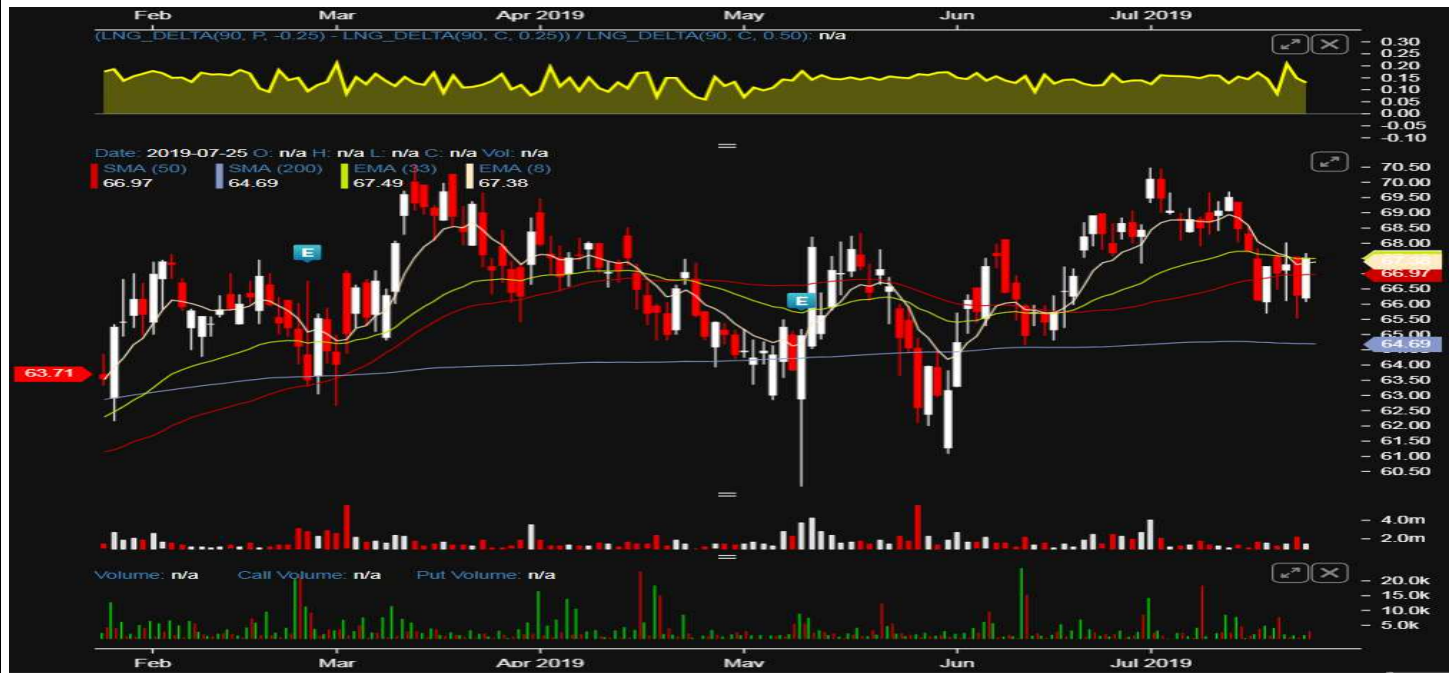 Feb Mar Apr 2019 May Jun Jul 2019
(LNG_DELTA(90, P, -0.25) - LNG_DELTA(90, C, 0.25)) / LNG_DELTA(90, C, 0.50): n/a
0.30
0.25
0.20
0.15
0.10
0.05
0.00
-0.05
-0.10
Date: 2019-07-25 O: n/a H: n/a L: n/a C: n/a Vol: n/a
SMA (50) SMA (200) EMA (33) EMA (8)
66.97 64.69 67.49 67.38
70.50
70.00
69.50
69.00
68.50
68.00
67.38
66.97
66.50
66.00
65.50
65.00
64.69
64.00
63.71
63.50
63.00
62.50
62.00
61.50
61.00
60.50
E
E
4.0m
2.0m
Volume: n/a Call Volume: n/a Put Volume: n/a
20.0k
15.0k
10.0k
5.0k
Feb Mar Apr 2019 May Jun Jul 2019